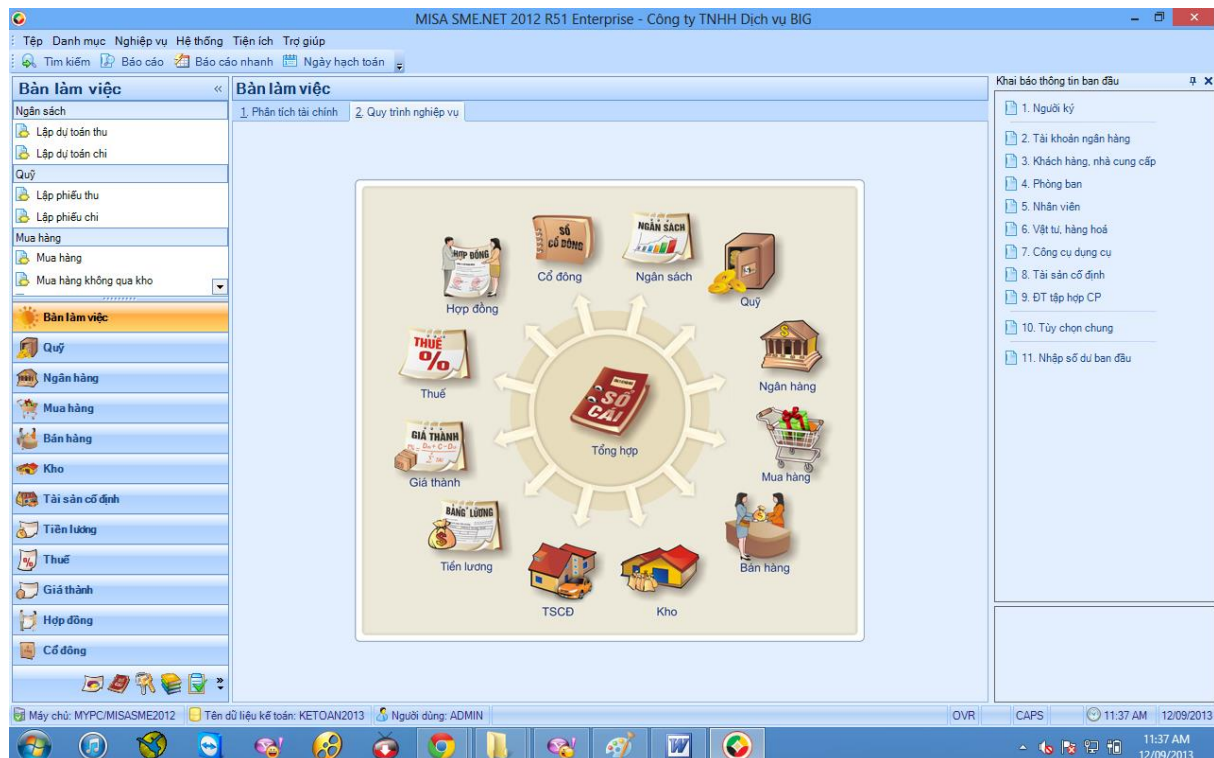 MISA SME.NET 2012 R51 Enterprise - Công ty TNHH Dịch vụ BIG
Tệp Danh mục Nghiệp vụ Hệ thống Tiện ích Trợ giúp
Tìm kiếm Báo cáo Báo cáo nhanh Ngày hạch toán
Bàn làm việc
Ngân sách
Lập dự toán thu
Lập dự toán chi
Quỹ
Lập phiếu thu
Lập phiếu chi
Mua hàng
Mua hàng
Mua hàng không qua kho
Bàn làm việc
Quỹ
Ngân hàng
Mua hàng
Bán hàng
Kho
Tài sản cố định
Tiền lương
Thuế
Giá thành
Hợp đồng
Cổ đông
Bàn làm việc
1. Phân tích tài chính 2. Quy trình nghiệp vụ
HỢP ĐỒNG
Hợp đồng
SỔ
CỔ ĐÔNG
Cổ đông
NGÂN SÁCH
Ngân sách
Quỹ
Ngân hàng
Mua hàng
Bán hàng
Kho
TSCĐ
BẢNG LƯƠNG
Tiền lương
GIÁ THÀNH
Giá thành
THUẾ
%
Thuế
SỔ
CÁI
Tổng hợp
Khai báo thông tin ban đầu
1. Người ký
2. Tài khoản ngân hàng
3. Khách hàng, nhà cung cấp
4. Phòng ban
5. Nhân viên
6. Vật tư, hàng hoá
7. Công cụ dụng cụ
8. Tài sản cố định
9. ĐT tập hợp CP
10. Tùy chọn chung
11. Nhập số dư ban đầu
Máy chủ: MYPC/MISASME2012 Tên dữ liệu kế toán: KETOAN2013 Người dùng: ADMIN OVR CAPS 11:37 AM 12/09/2013
11:37 AM
12/09/2013